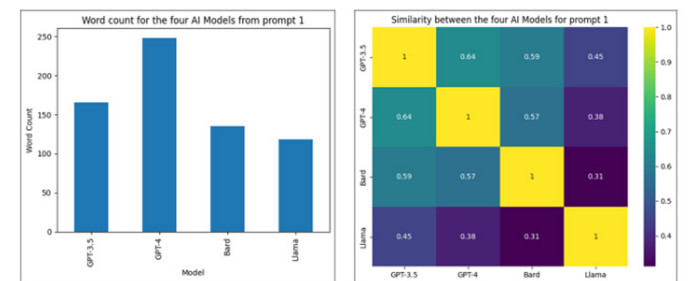 Word count for the four AI Models from prompt 1
250
200
150
100
50
0
Word Count
GPT-3.5
GPT-4
Bard
Llama
Model
Similarity between the four AI Models for prompt 1
GPT-3.5
1 0.64 0.59 0.45
GPT-4
0.64 1 0.57 0.38
Bard
0.59 0.57 1 0.31
Llama
0.45 0.38 0.31 1
GPT-3.5 GPT-4 Bard Llama
1.0
0.9
0.8
0.7
0.6
0.5
0.4